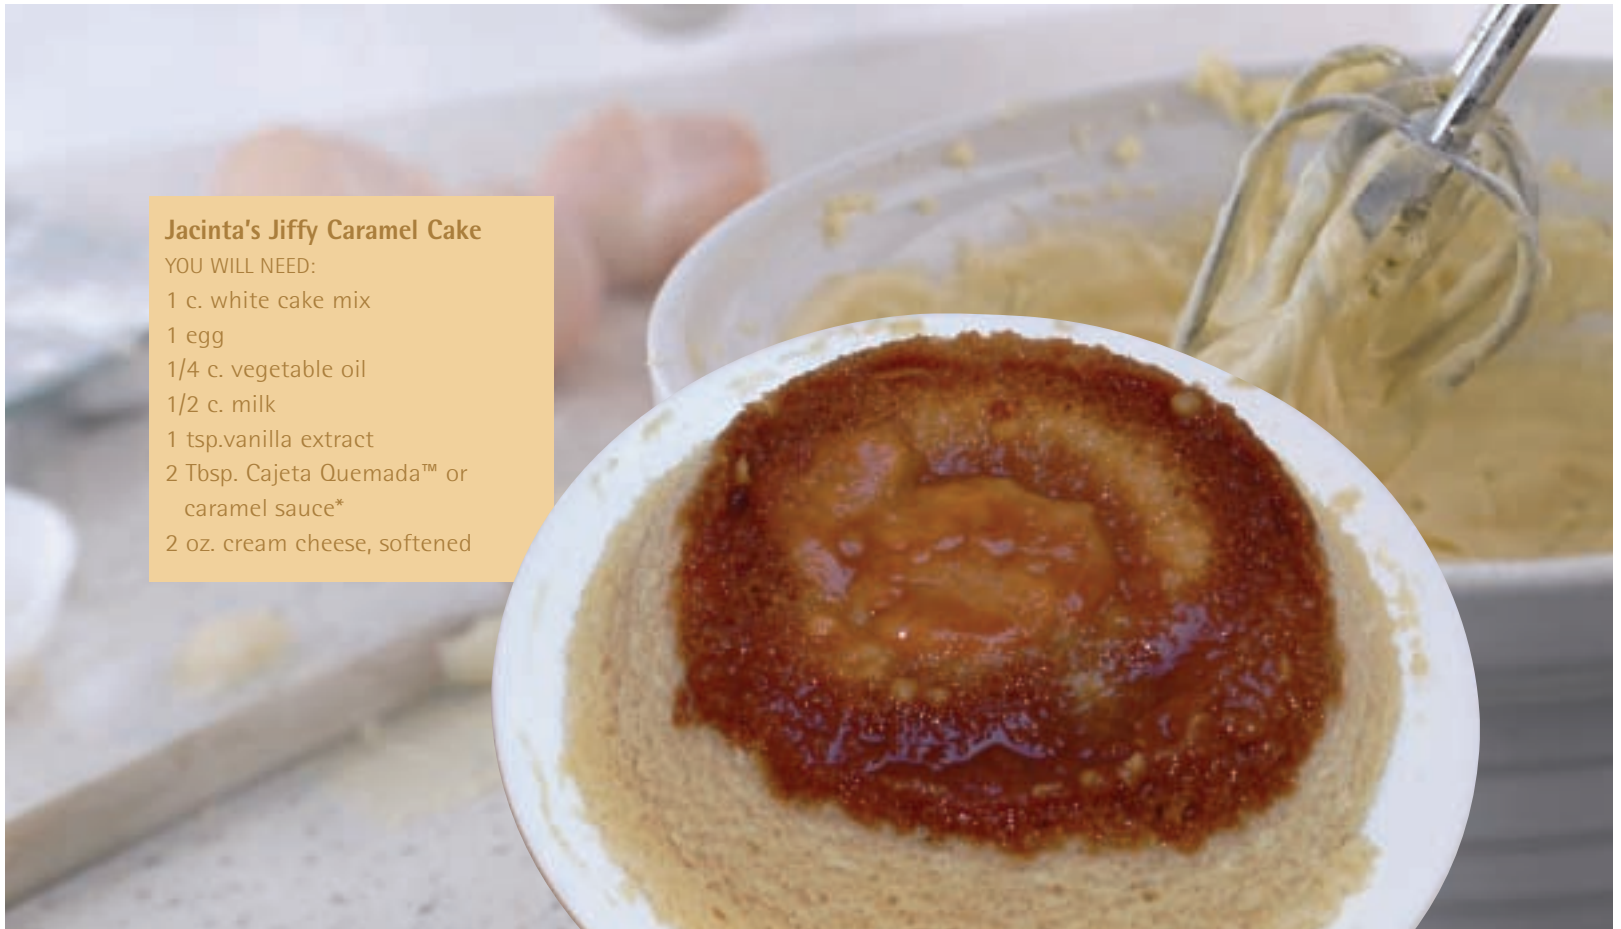 Jacinta's Jiffy Caramel Cake
YOU WILL NEED:
1 c. white cake mix
1 egg
1/4 c. vegetable oil
1/2 c. milk
1 tsp.vanilla extract
2 Tbsp. Cajeta Quemada™ or
caramel sauce*
2 oz. cream cheese, softened